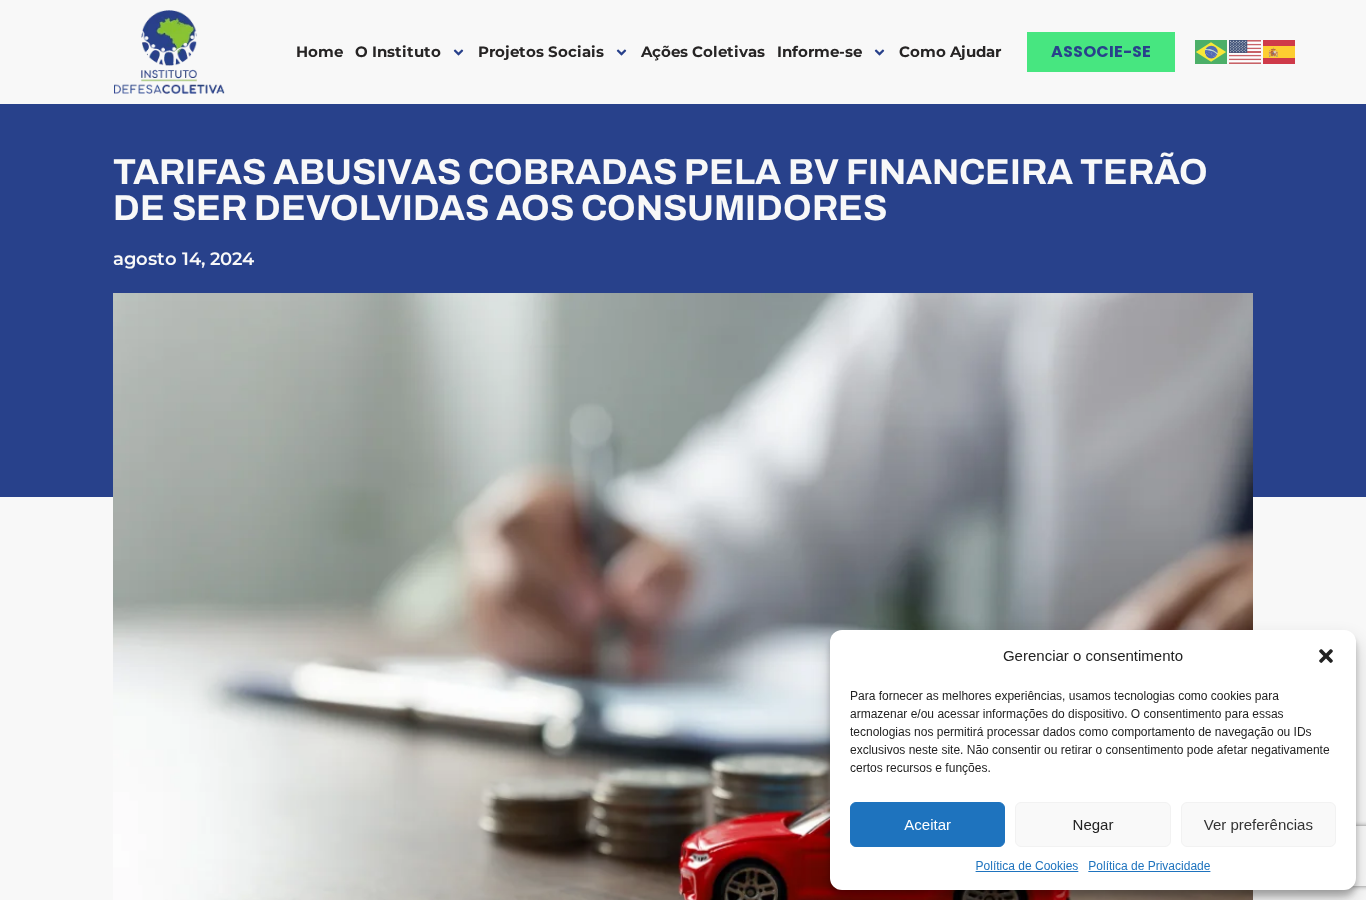 INSTITUTO
DEFESACOLETIVA
Home O Instituto Projetos Sociais Ações Coletivas Informe-se Como Ajudar ASSOCIE-SE
TARIFAS ABUSIVAS COBRADAS PELA BV FINANCEIRA TERÃO
DE SER DEVOLVIDAS AOS CONSUMIDORES
agosto 14, 2024
Gerenciar o consentimento
Para fornecer as melhores experiências, usamos tecnologias como cookies para
armazenar e/ou acessar informações do dispositivo. O consentimento para essas
tecnologias nos permitirá processar dados como comportamento de navegação ou IDs
exclusivos neste site. Não consentir ou retirar o consentimento pode afetar negativamente
certos recursos e funções.
Aceitar Negar Ver preferências
Política de Cookies Política de Privacidade